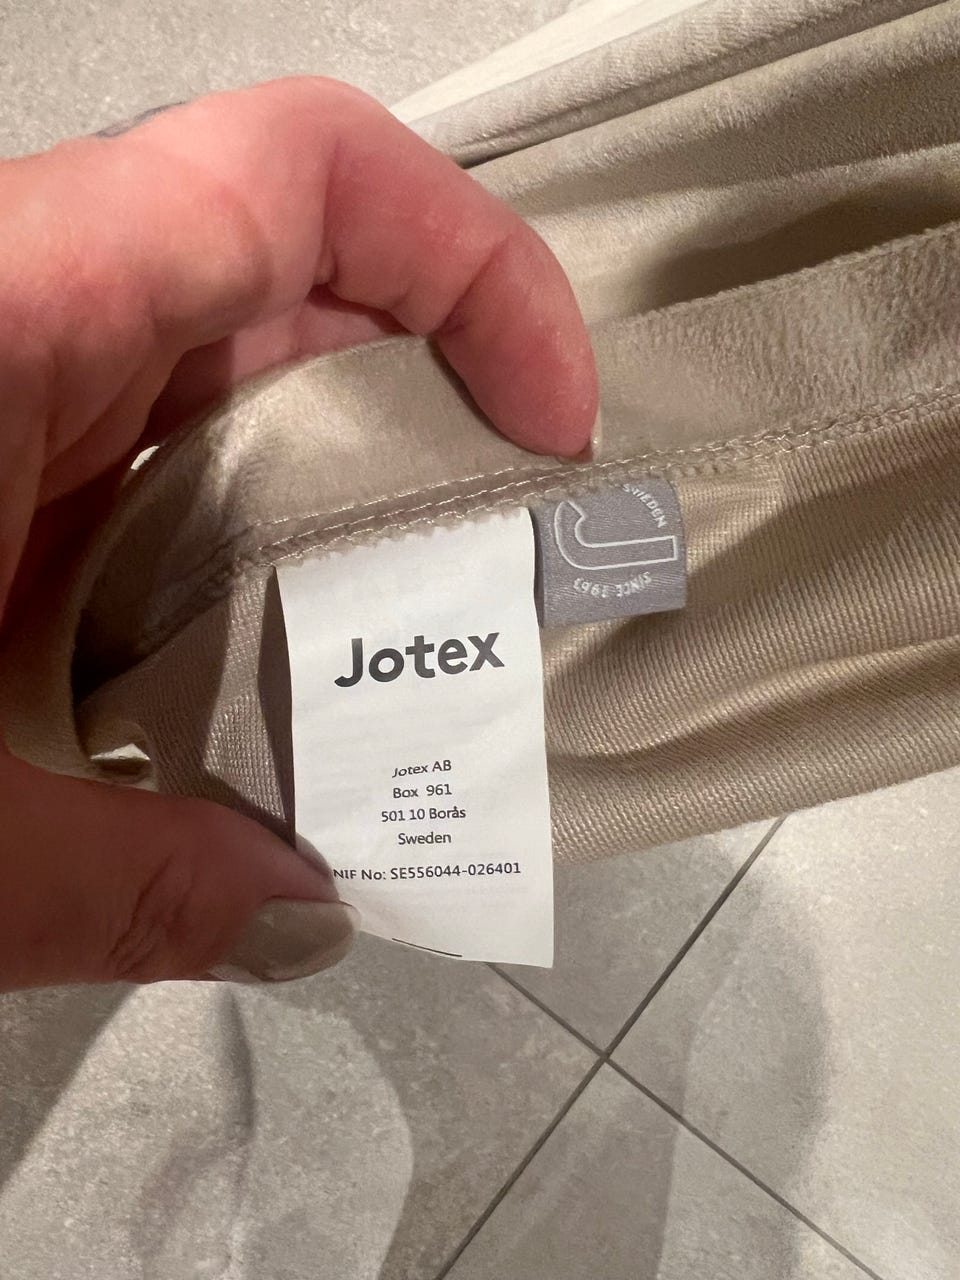 Jotex
Jotex AB
Box 961
501 10 Borås
Sweden
NIF No: SE556044-026401
SWEDEN
SINCE 1963